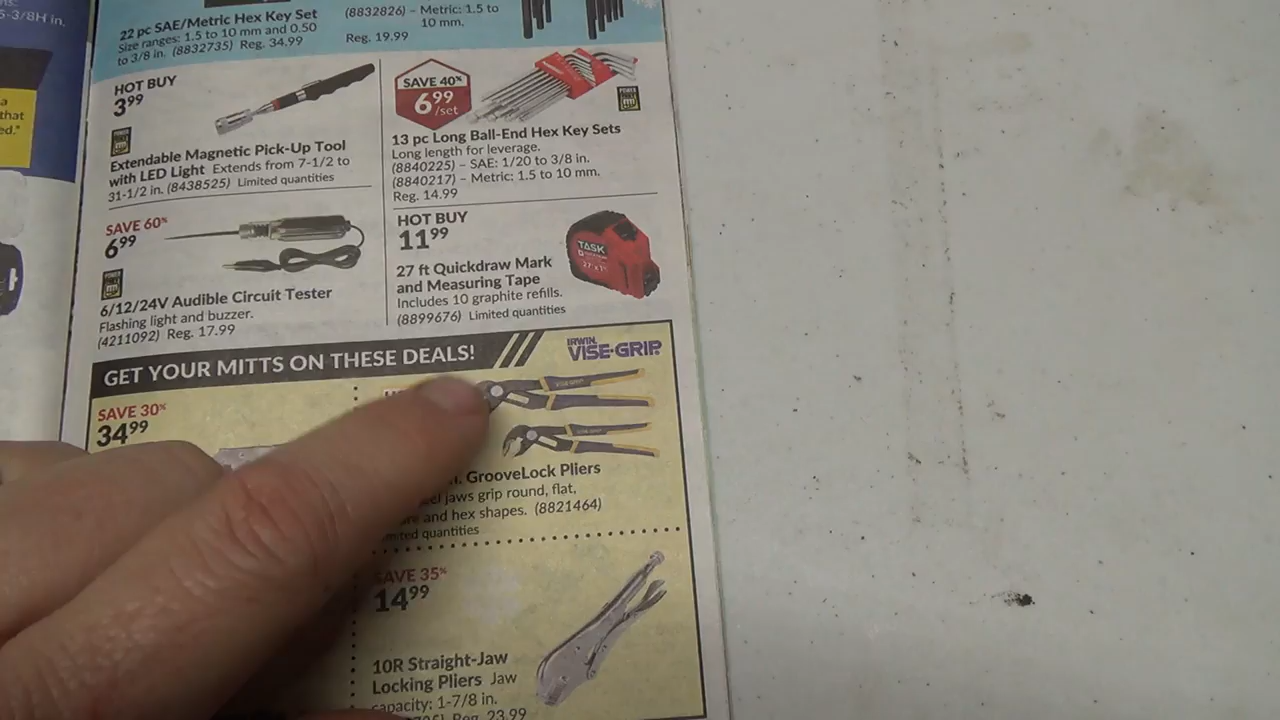 5-3/8H in.
a
that
ed."
22 pc SAE/Metric Hex Key Set
Size ranges: 1.5 to 10 mm and 0.50
to 3/8 in. (8832735) Reg. 34.99
(8832826) – Metric: 1.5 to
10 mm.
Reg. 19.99
HOT BUY
3.99
Extendable Magnetic Pick-Up Tool
with LED Light Extends from 7-1/2 to
31-1/2 in. (8438525) Limited quantities
SAVE 40%
6.99
/set
13 pc Long Ball-End Hex Key Sets
Long length for leverage.
(8840225) – SAE: 1/20 to 3/8 in.
(8840217) – Metric: 1.5 to 10 mm.
Reg. 14.99
SAVE 60%
6.99
6/12/24V Audible Circuit Tester
Flashing light and buzzer.
(4211092) Reg. 17.99
HOT BUY
11.99
TASK
27 ft Quickdraw Mark
and Measuring Tape
Includes 10 graphite refills.
(8899676) Limited quantities
GET YOUR MITTS ON THESE DEALS!
IRWIN
VISE-GRIP
SAVE 30%
34.99
GrooveLock Pliers
jaws grip round, flat,
and hex shapes. (8821464)
quantities
SAVE 35%
14.99
10R Straight-Jaw
Locking Pliers Jaw
capacity: 1-7/8 in.
Reg. 23.99